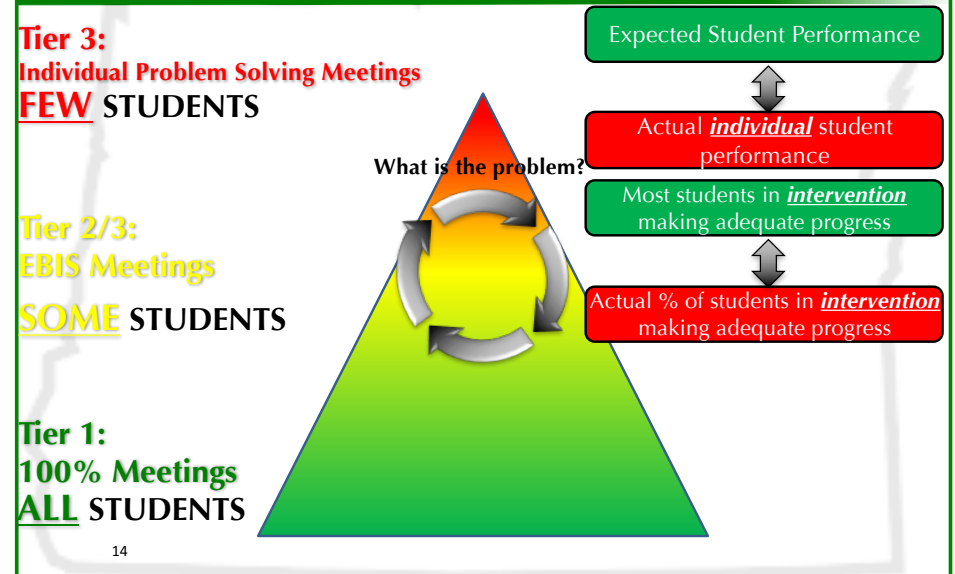 Tier 3:
Individual Problem Solving Meetings
FEW STUDENTS
Expected Student Performance
Actual individual student
performance
What is the problem?
Most students in intervention
making adequate progress
Tier 2/3:
EBIS Meetings
SOME STUDENTS
Actual % of students in intervention
making adequate progress
Tier 1:
100% Meetings
ALL STUDENTS
14